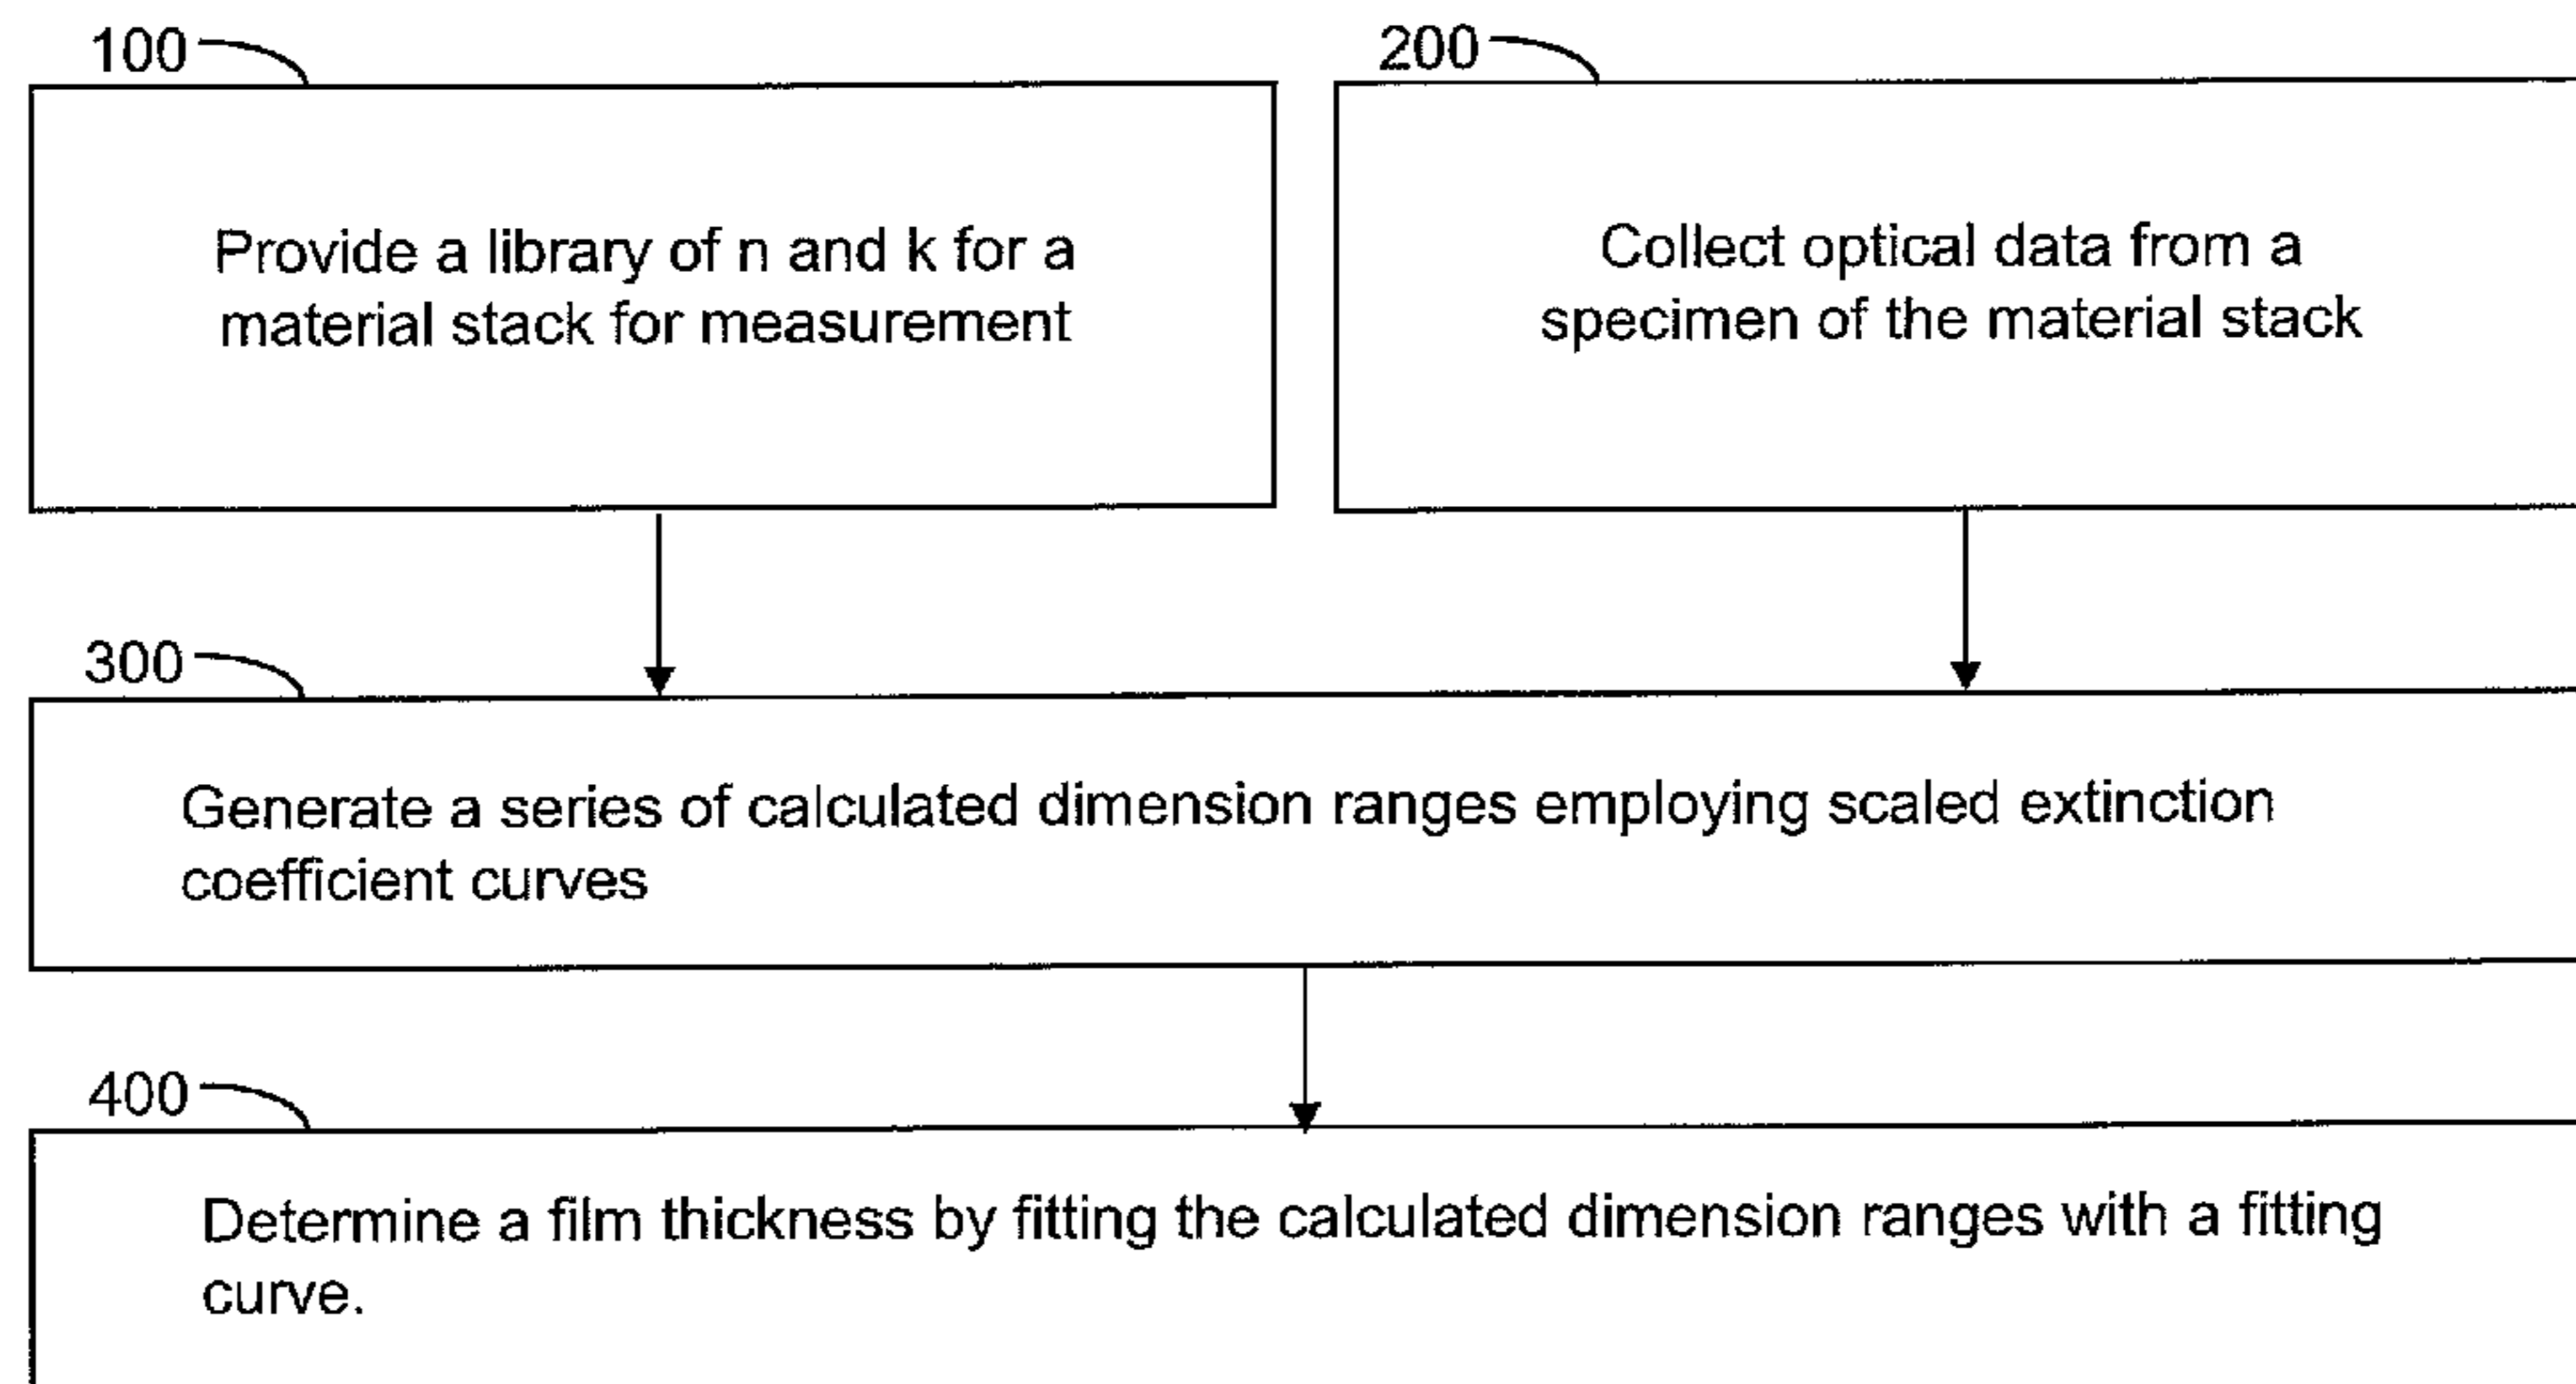 100
Provide a library of n and k for a
material stack for measurement
200
Collect optical data from a
specimen of the material stack
300
Generate a series of calculated dimension ranges employing scaled extinction
coefficient curves
400
Determine a film thickness by fitting the calculated dimension ranges with a fitting
curve.